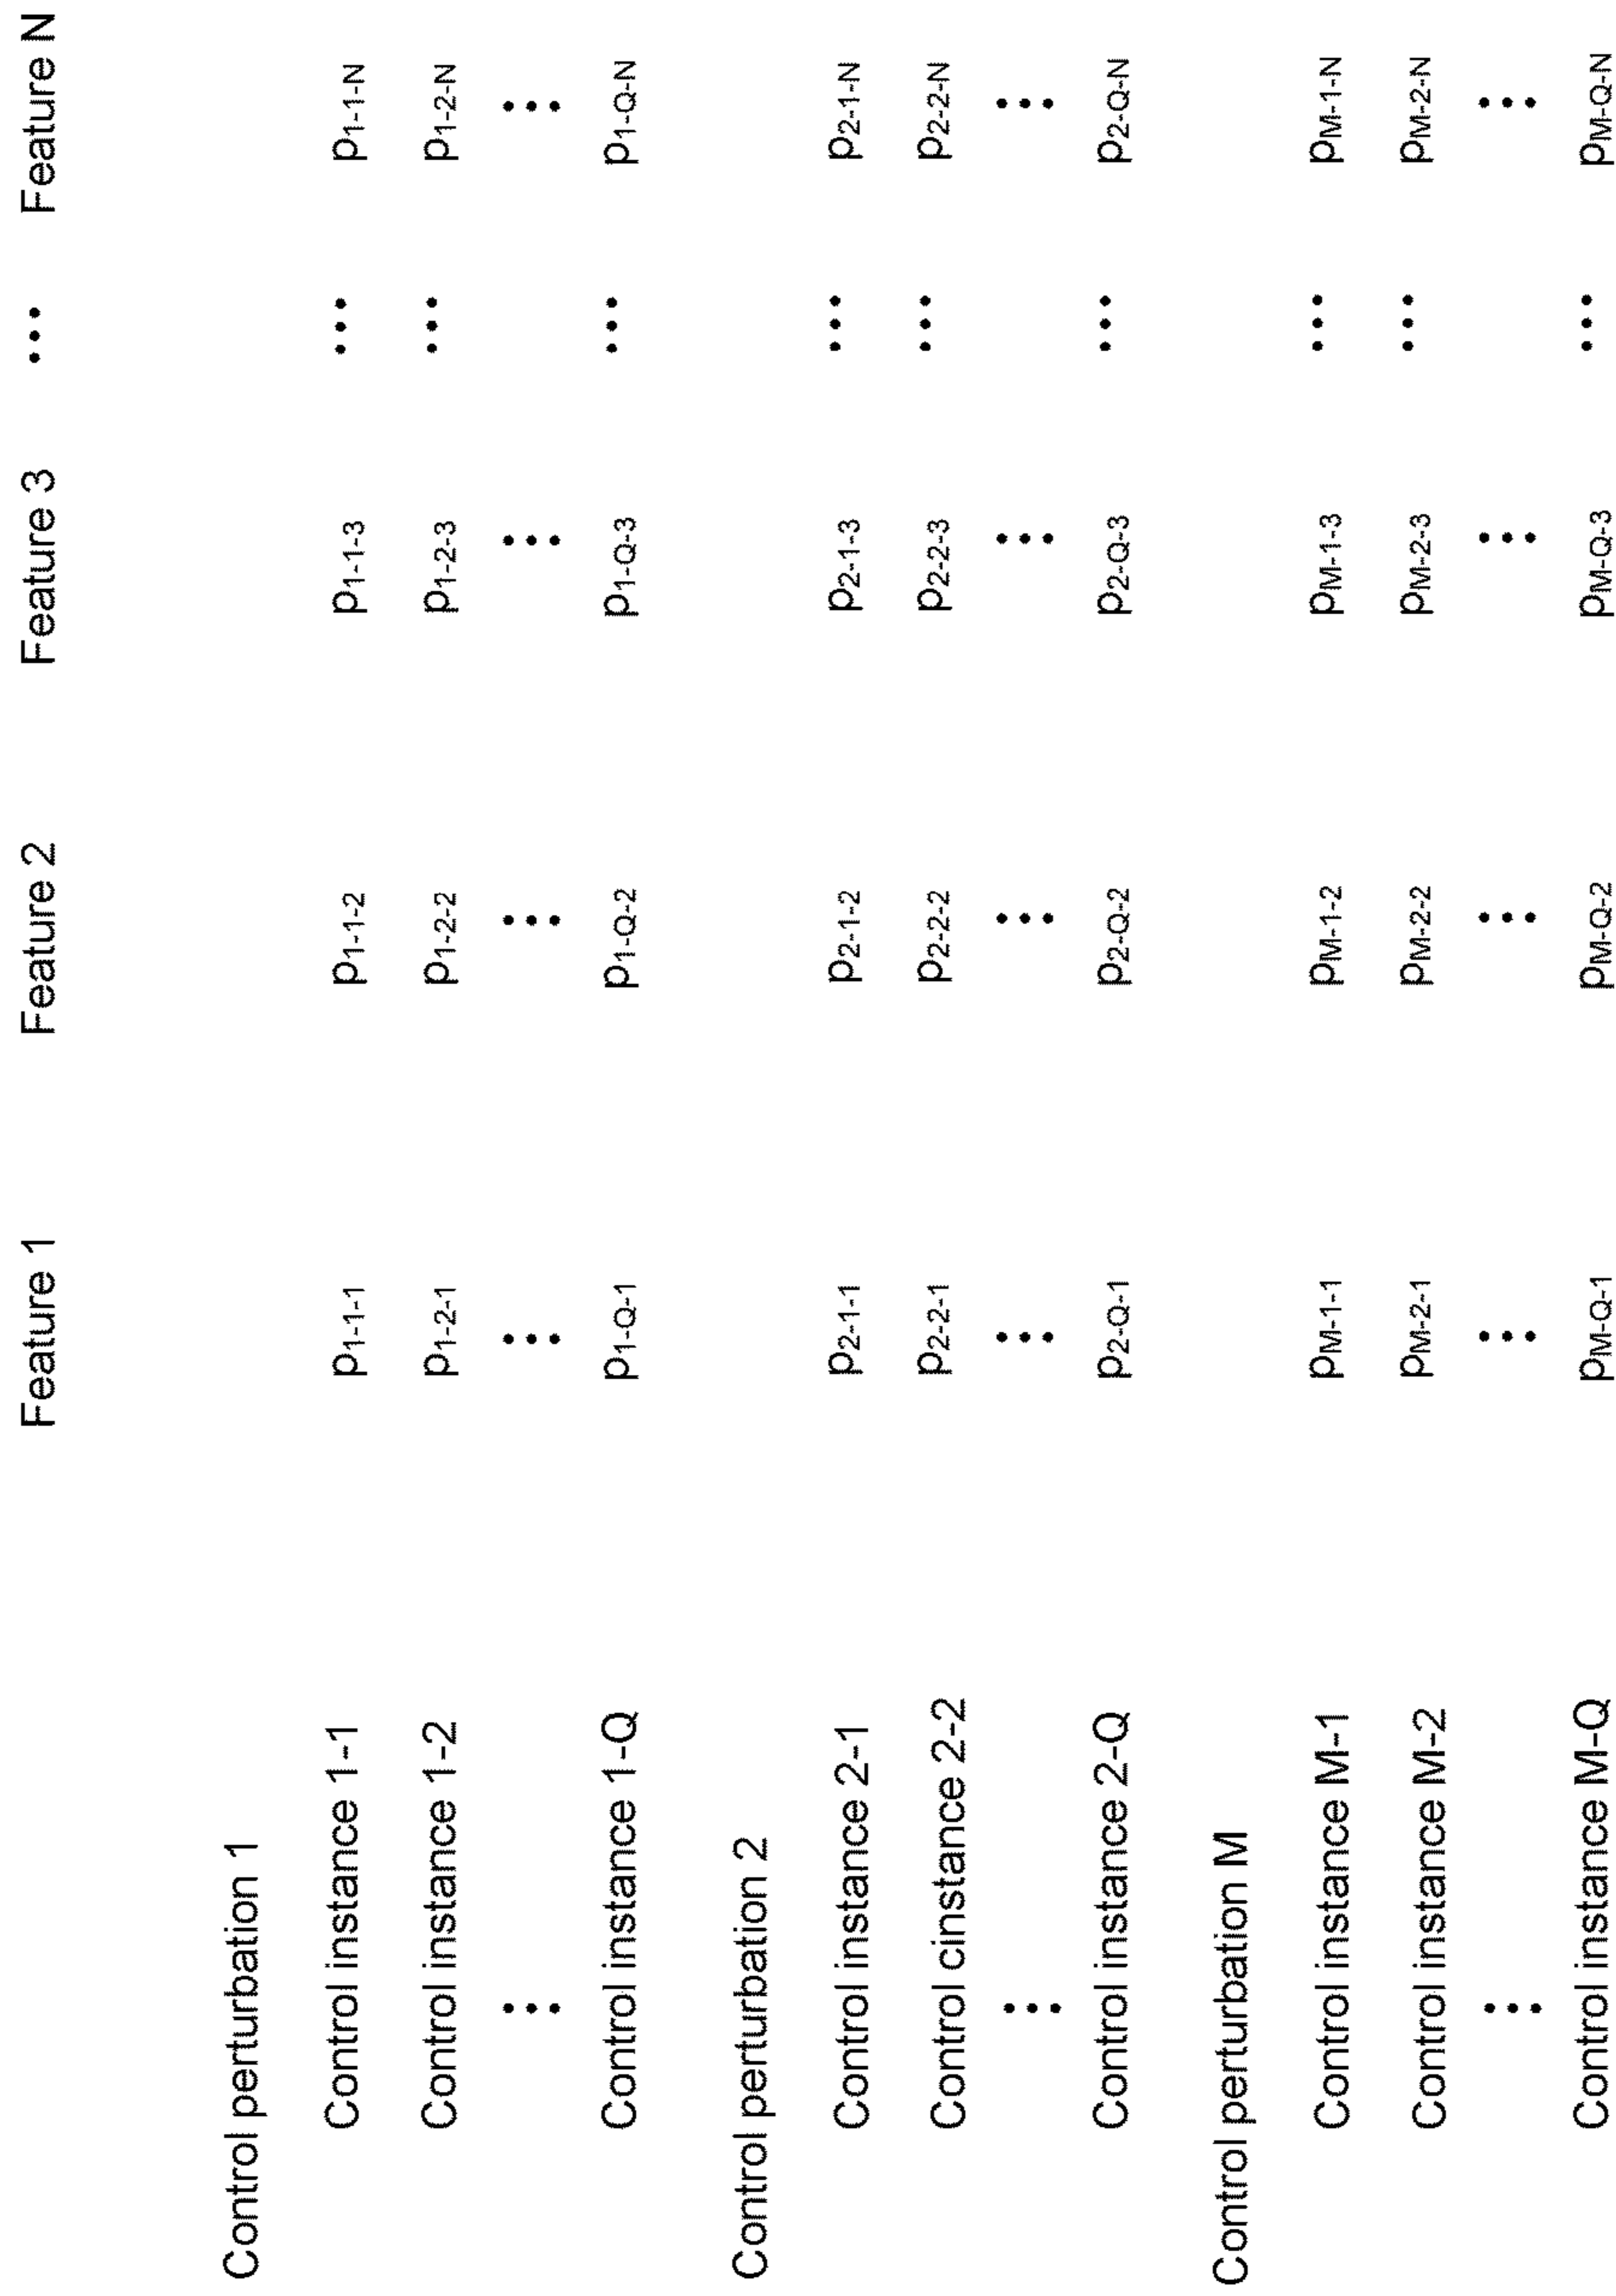 Feature 1 Feature 2 Feature 3 ... Feature N
Control perturbation 1
Control instance 1-1 p1-1-1 p1-1-2 p1-1-3 ... p1-1-N
Control instance 1-2 p1-2-1 p1-2-2 p1-2-3 ... p1-2-N
⋮ ⋮ ⋮ ⋮ ⋮
Control instance 1-Q p1-Q-1 p1-Q-2 p1-Q-3 ... p1-Q-N
Control perturbation 2
Control instance 2-1 p2-1-1 p2-1-2 p2-1-3 ... p2-1-N
Control cinstance 2-2 p2-2-1 p2-2-2 p2-2-3 ... p2-2-N
⋮ ⋮ ⋮ ⋮ ⋮
Control instance 2-Q p2-Q-1 p2-Q-2 p2-Q-3 ... p2-Q-N
Control perturbation M
Control instance M-1 pM-1-1 pM-1-2 pM-1-3 ... pM-1-N
Control instance M-2 pM-2-1 pM-2-2 pM-2-3 ... pM-2-N
⋮ ⋮ ⋮ ⋮ ⋮
Control instance M-Q pM-Q-1 pM-Q-2 pM-Q-3 ... pM-Q-N